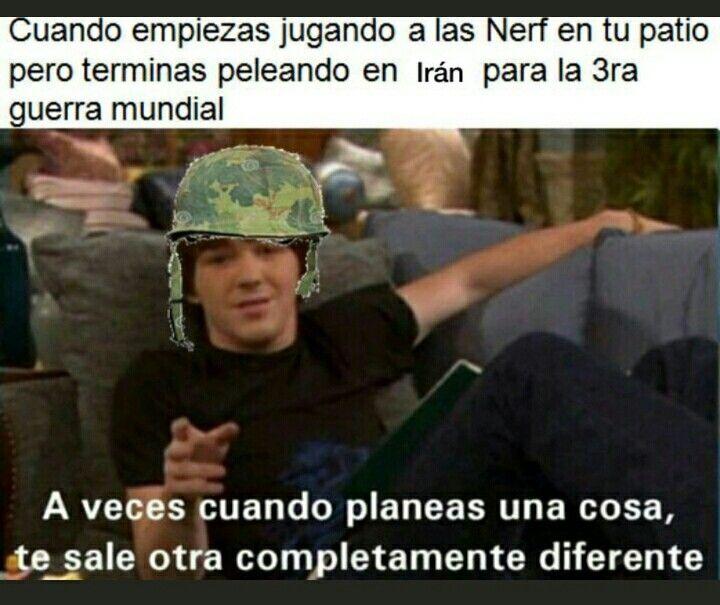 Cuando empiezas jugando a las Nerf en tu patio
pero terminas peleando en Irán para la 3ra
guerra mundial
A veces cuando planeas una cosa,
te sale otra completamente diferente